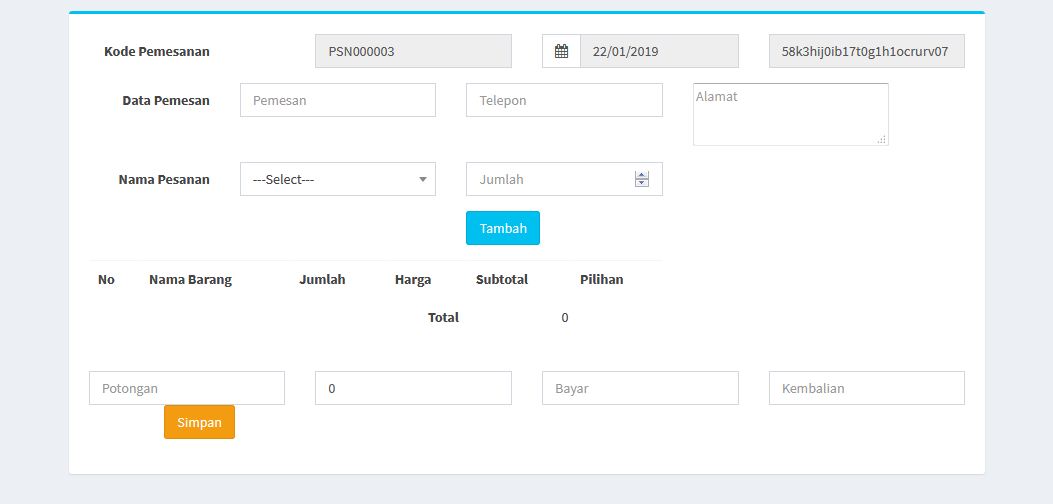 Kode Pemesanan PSN000003 22/01/2019 58k3hij0ib17t0g1h1ocrurv07
Data Pemesan Pemesan Telepon Alamat
Nama Pesanan ---Select--- Jumlah
Tambah
No Nama Barang Jumlah Harga Subtotal Pilihan
Total 0
Potongan 0 Bayar Kembalian
Simpan